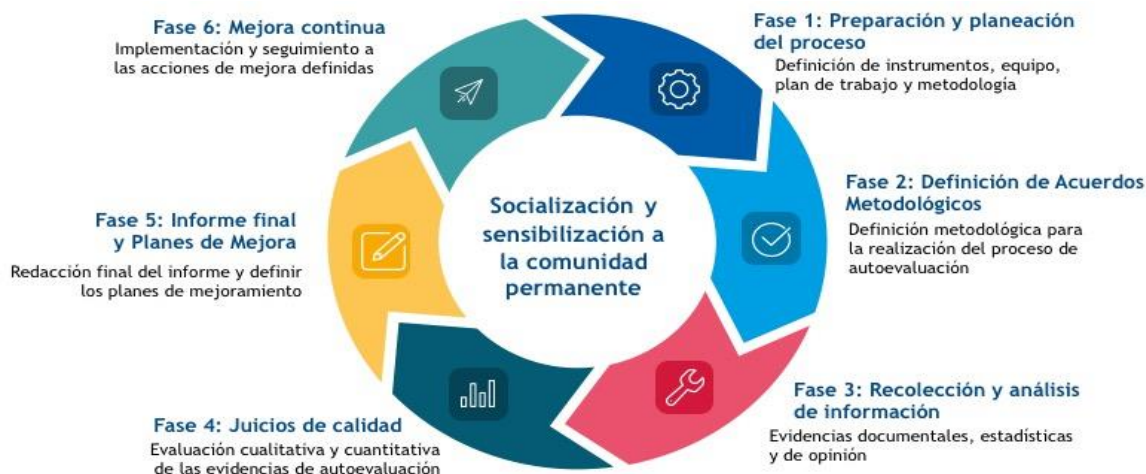 Fase 1: Preparación y planeación
del proceso
Definición de instrumentos, equipo,
plan de trabajo y metodología
Fase 2: Definición de Acuerdos
Metodológicos
Definición metodológica para
la realización del proceso de
autoevaluación
Fase 3: Recolección y análisis
de información
Evidencias documentales, estadísticas
y de opinión
Fase 4: Juicios de calidad
Evaluación cualitativa y cuantitativa
de las evidencias de autoevaluación
Fase 5: Informe final
y Planes de Mejora
Redacción final del informe y definir
los planes de mejoramiento
Fase 6: Mejora continua
Implementación y seguimiento a
las acciones de mejora definidas
Socialización y
sensibilización a
la comunidad
permanente